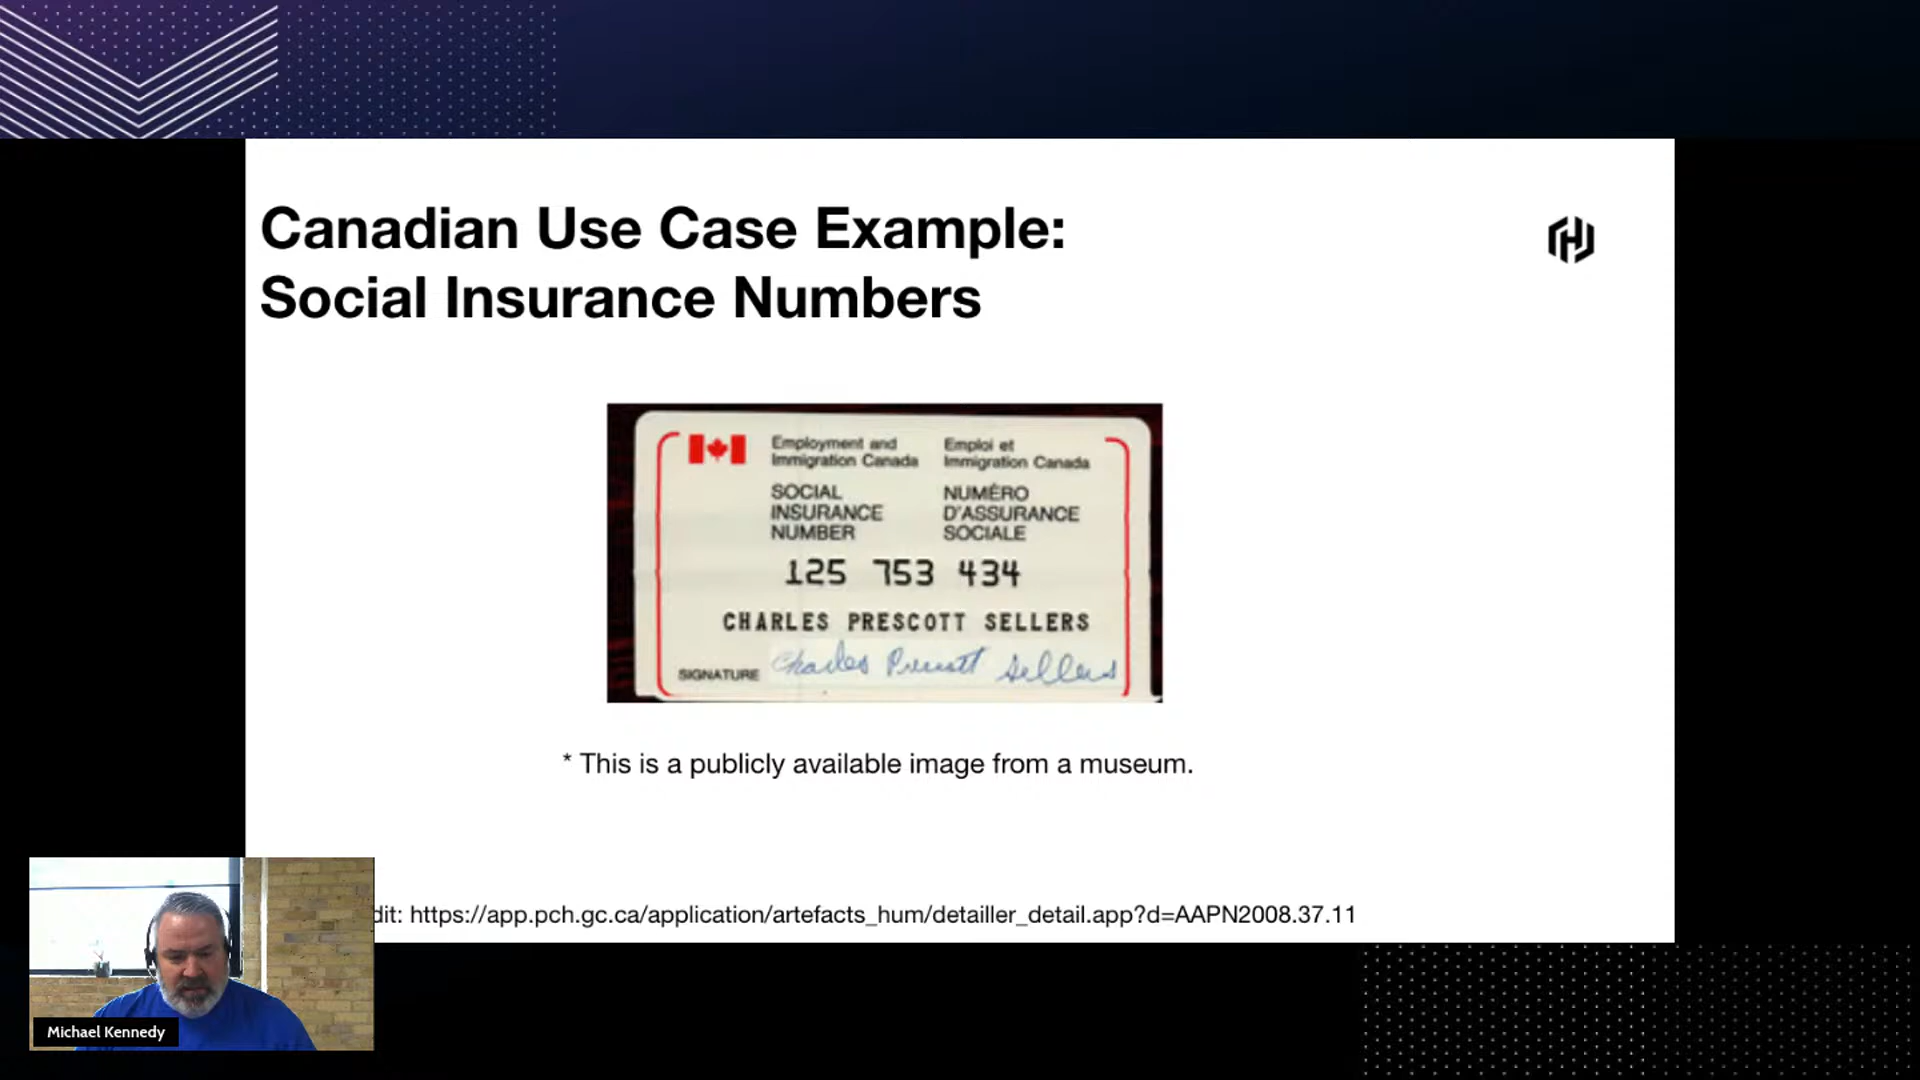 Canadian Use Case Example:
Social Insurance Numbers
Employment and
Immigration Canada
Emploi et
Immigration Canada
SOCIAL
INSURANCE
NUMBER
NUMÉRO
D'ASSURANCE
SOCIALE
125 753 434
CHARLES PRESCOTT SELLERS
SIGNATURE Charles Prescott Sellers
* This is a publicly available image from a museum.
dit: https://app.pch.gc.ca/application/artefacts_hum/detailler_detail.app?d=AAPN2008.37.11
Michael Kennedy